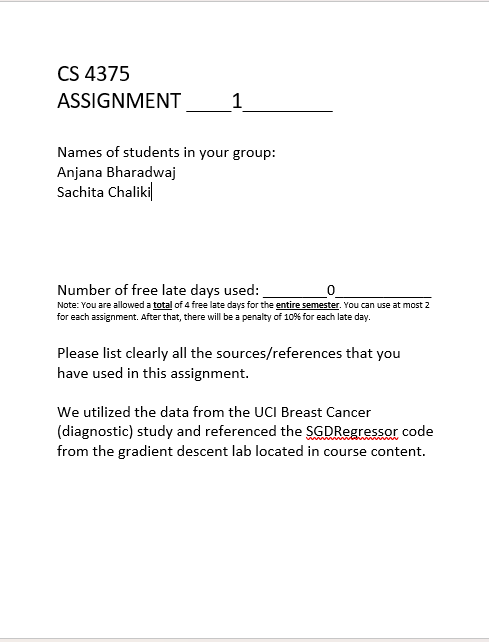 CS 4375
ASSIGNMENT ____1________
Names of students in your group:
Anjana Bharadwaj
Sachita Chaliki
Number of free late days used: _______0___________
Note: You are allowed a total of 4 free late days for the entire semester. You can use at most 2
for each assignment. After that, there will be a penalty of 10% for each late day.
Please list clearly all the sources/references that you
have used in this assignment.
We utilized the data from the UCI Breast Cancer
(diagnostic) study and referenced the SGDRegressor code
from the gradient descent lab located in course content.